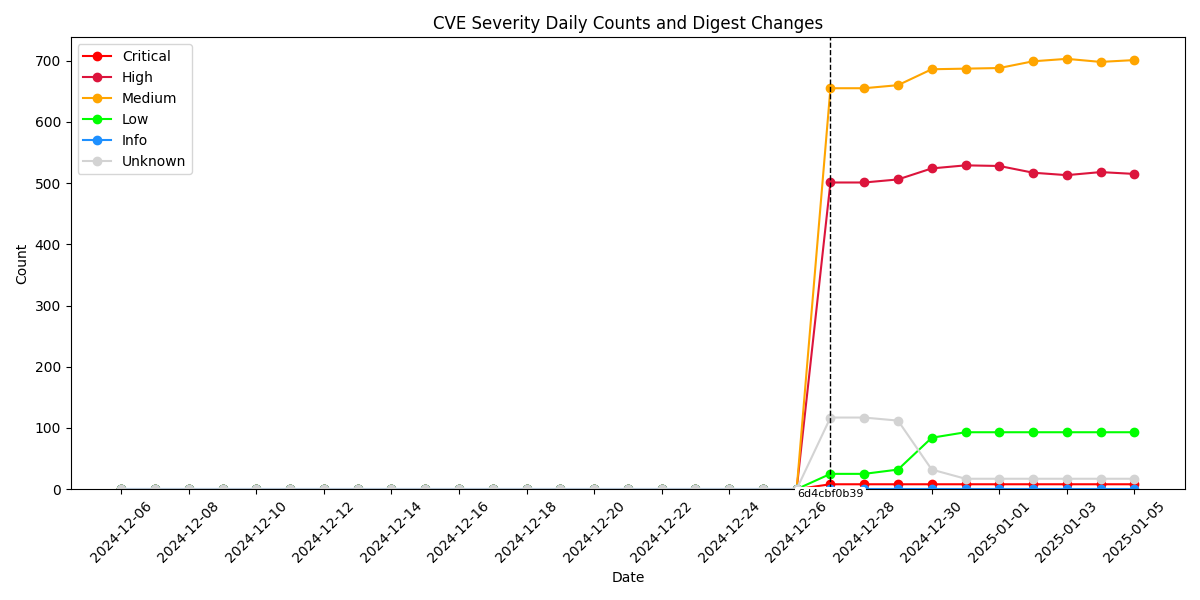 CVE Severity Daily Counts and Digest Changes
Critical
High
Medium
Low
Info
Unknown
Count
700
600
500
400
300
200
100
0
6d4cbf0b39
2024-12-06
2024-12-08
2024-12-10
2024-12-12
2024-12-14
2024-12-16
2024-12-18
2024-12-20
2024-12-22
2024-12-24
2024-12-26
2024-12-28
2024-12-30
2025-01-01
2025-01-03
2025-01-05
Date